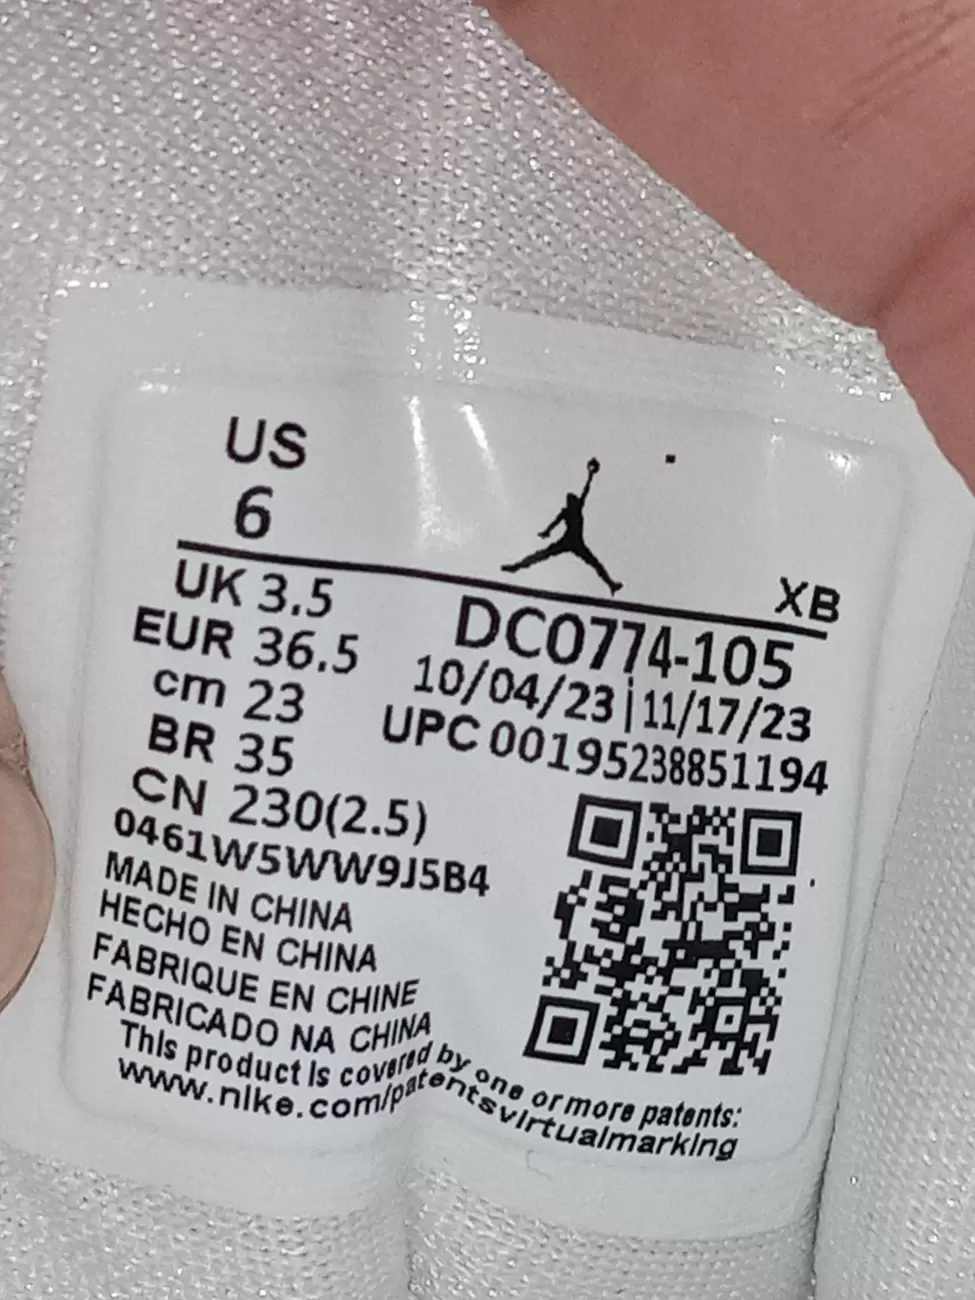 US
6
XB
UK 3.5
EUR 36.5
cm 23
BR 35
CN 230(2.5)
DC0774-105
10/04/23|11/17/23
UPC 00195238851194
0461W5WW9J5B4
MADE IN CHINA
HECHO EN CHINA
FABRIQUE EN CHINE
FABRICADO NA CHINA
This product is covered by one or more patents:
www.nike.com/patentsvirtualmarking